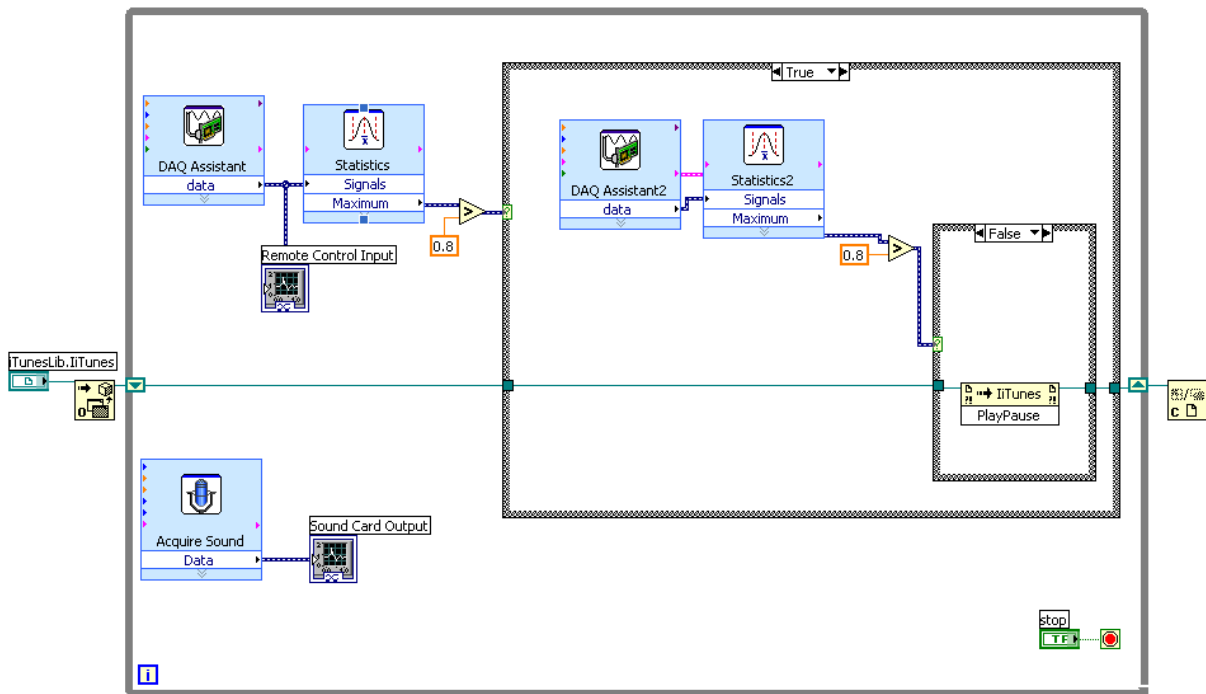 True
DAQ Assistant
data
Statistics
Signals
Maximum
0.8
Remote Control Input
DAQ Assistant2
data
Statistics2
Signals
Maximum
0.8
False
iTunesLib.IiTunes
IiTunes
PlayPause
Acquire Sound
Data
Sound Card Output
stop
TF
i